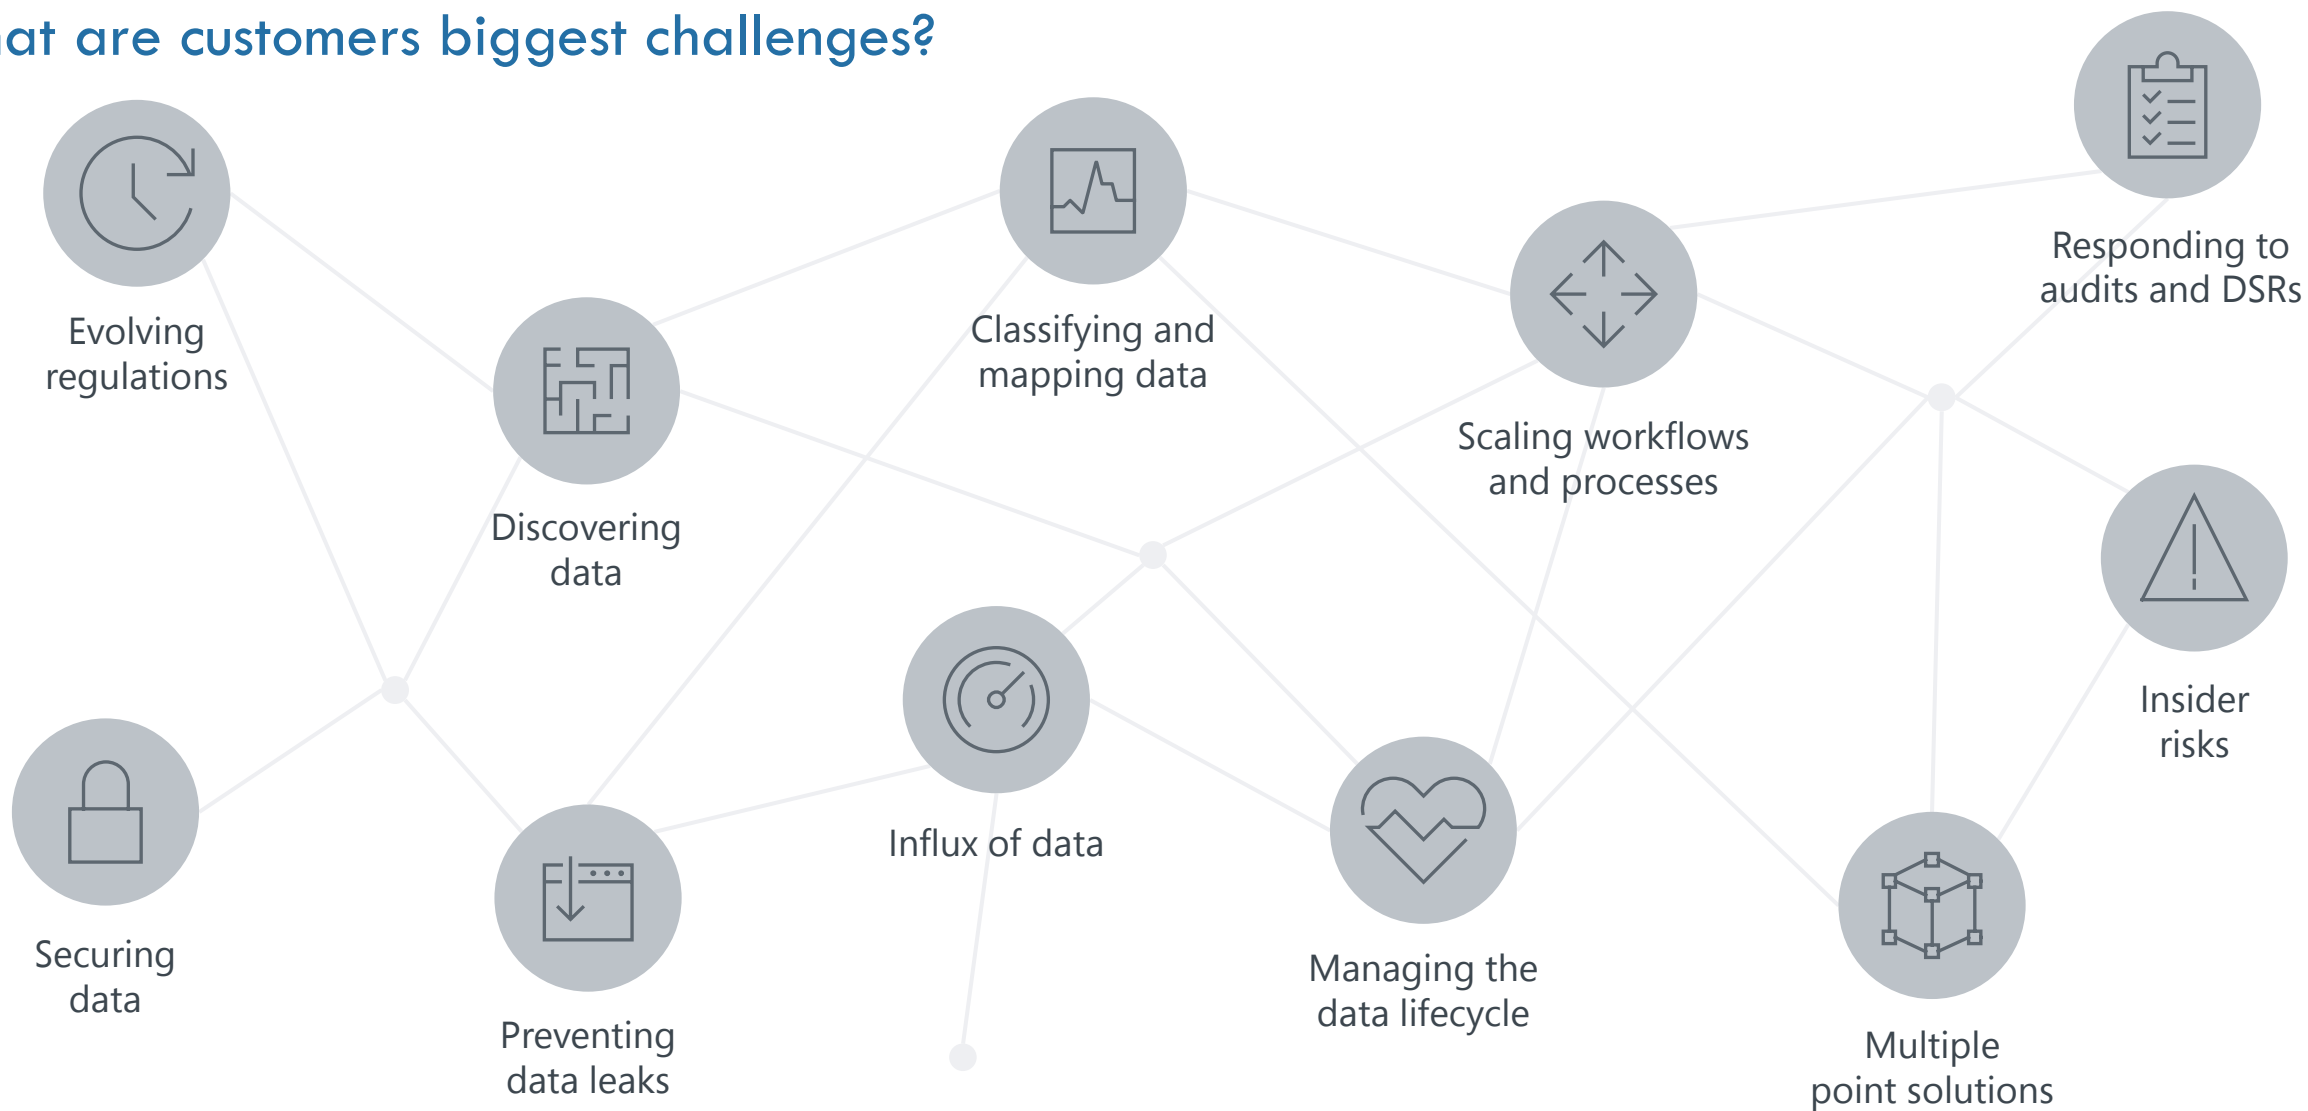 are customers biggest challenges?
Evolving
regulations
Discovering
data
Classifying and
mapping data
Scaling workflows
and processes
Responding to
audits and DSRs
Securing
data
Preventing
data leaks
Influx of data
Managing the
data lifecycle
Insider
risks
Multiple
point solutions